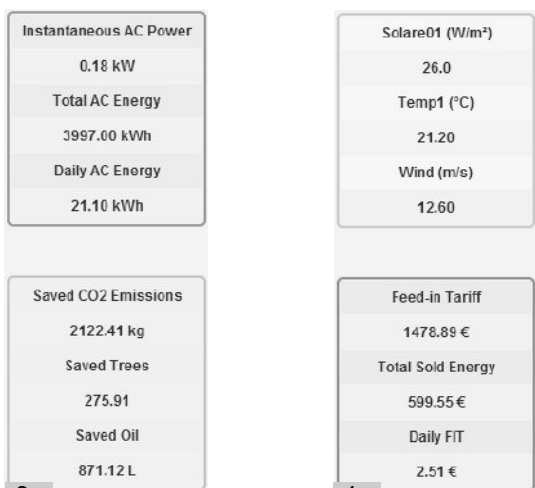 Instantaneous AC Power
0.18 kW
Total AC Energy
3997.00 kWh
Daily AC Energy
21.10 kWh
Solare01 (W/m²)
26.0
Temp1 (°C)
21.20
Wind (m/s)
12.60
Saved CO2 Emissions
2122.41 kg
Saved Trees
275.91
Saved Oil
871.12 L
Feed-in Tariff
1478.89 €
Total Sold Energy
599.55 €
Daily FIT
2.51 €